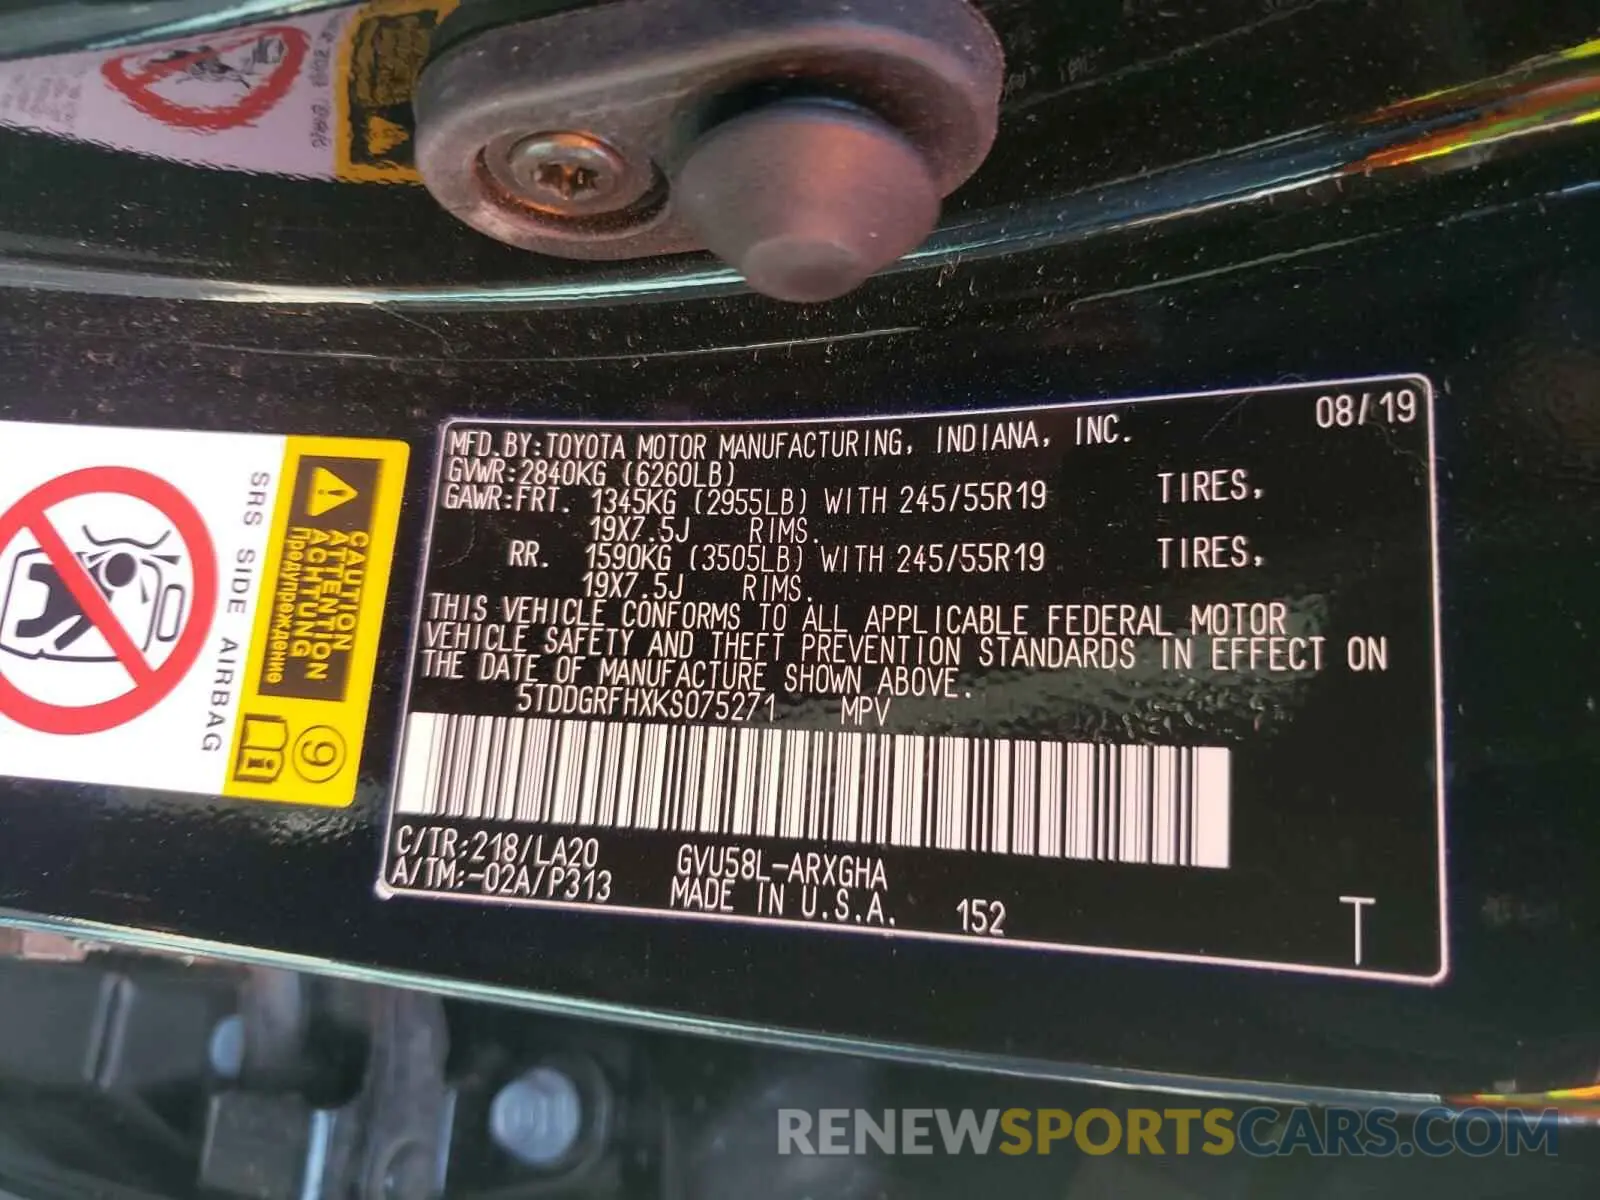 08/19
MFD.BY:TOYOTA MOTOR MANUFACTURING, INDIANA, INC.
GVWR:2840KG (6260LB)
GAWR:FRT. 1345KG (2955LB) WITH 245/55R19 TIRES,
19X7.5J RIMS.
RR. 1590KG (3505LB) WITH 245/55R19 TIRES,
19X7.5J RIMS.
THIS VEHICLE CONFORMS TO ALL APPLICABLE FEDERAL MOTOR
VEHICLE SAFETY AND THEFT PREVENTION STANDARDS IN EFFECT ON
THE DATE OF MANUFACTURE SHOWN ABOVE.
5TDDGRFHXKS075271 MPV
C/TR:218/LA20 GVU58L-ARXGHA
A/TM:-02A/P313 MADE IN U.S.A. 152
T
CAUTION
ATTENTION
ACHTUNG
Предупреждение
SRS SIDE AIRBAG
9
i
RENEWSPORTSCARS.COM